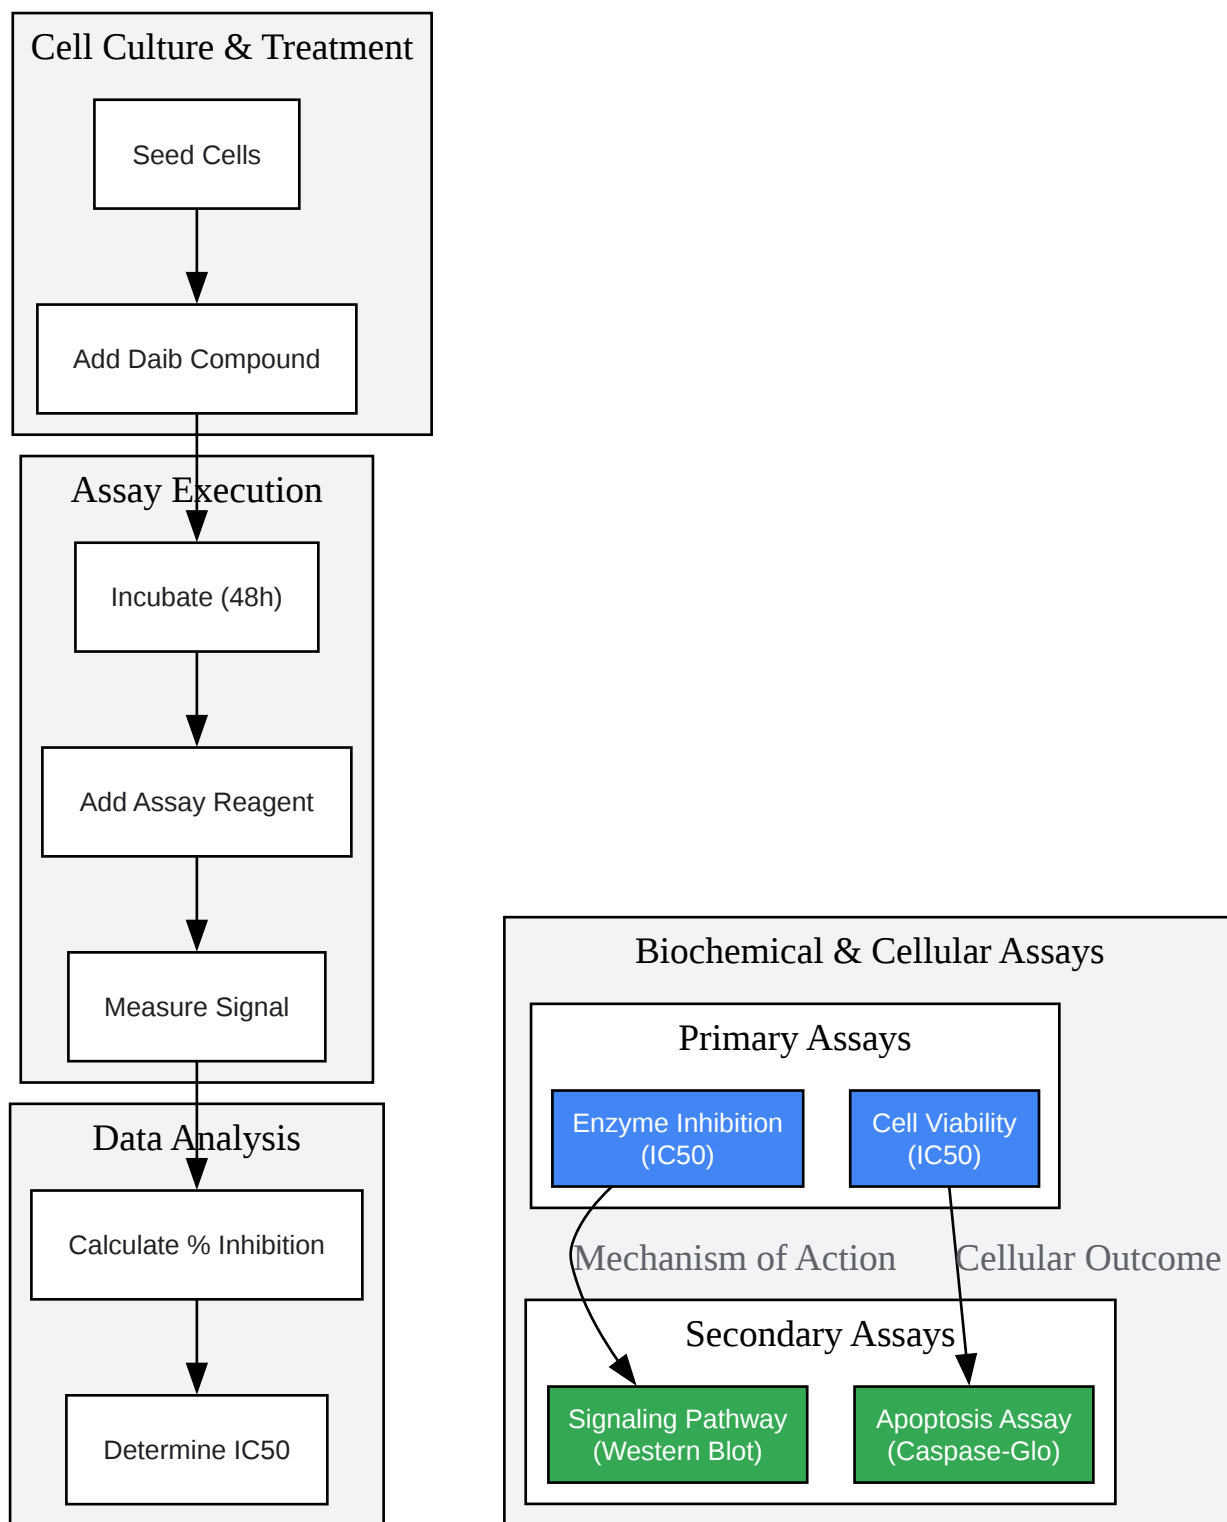 Cell Culture & Treatment
Seed Cells
Add Daib Compound
Assay Execution
Incubate (48h)
Add Assay Reagent
Measure Signal
Data Analysis
Calculate % Inhibition
Determine IC50
Biochemical & Cellular Assays
Primary Assays
Enzyme Inhibition
(IC50)
Cell Viability
(IC50)
Mechanism of Action
Cellular Outcome
Secondary Assays
Signaling Pathway
(Western Blot)
Apoptosis Assay
(Caspase-Glo)